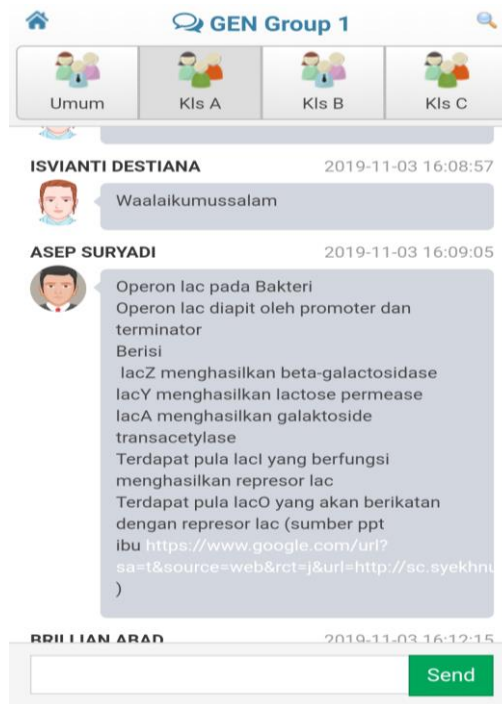 GEN Group 1
Umum
Kls A
Kls B
Kls C
ISVIANTI DESTIANA 2019-11-03 16:08:57
Waalaikumussalam
ASEP SURYADI 2019-11-03 16:09:05
Operon lac pada Bakteri
Operon lac diapit oleh promoter dan
terminator
Berisi
lacZ menghasilkan beta-galactosidase
lacY menghasilkan lactose permease
lacA menghasilkan galaktoside
transacetylase
Terdapat pula lacI yang berfungsi
menghasilkan represor lac
Terdapat pula lacO yang akan berikatan
dengan represor lac (sumber ppt
ibu https://www.google.com/url?
sa=t&source=web&rct=j&url=http://sc.syekhnu
)
BRILLIAN ABAD 2019-11-03 16:12:15
Send